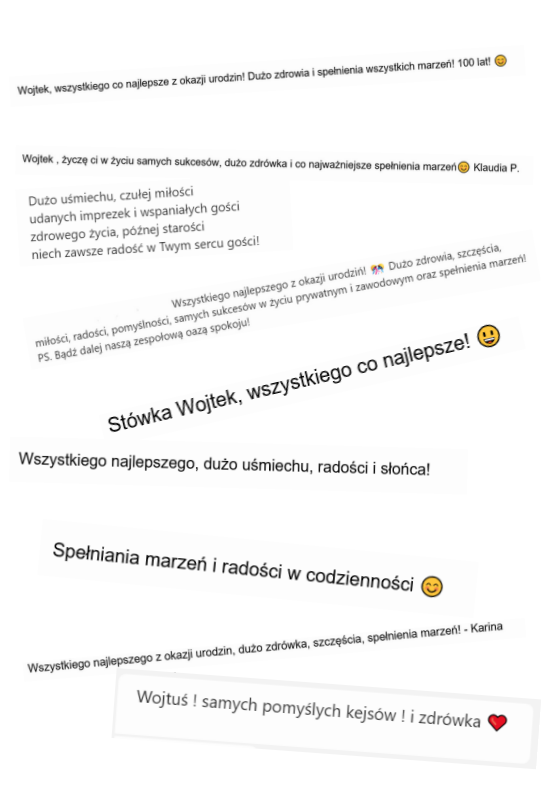 Wojtek, wszystkiego co najlepsze z okazji urodzin! Dużo zdrowia i spełnienia wszystkich marzeń! 100 lat! 😊
Wojtek , życzę ci w życiu samych sukcesów, dużo zdrówka i co najważniejsze spełnienia marzeń😊 Klaudia P.
Dużo uśmiechu, czułej miłości
udanych imprezek i wspaniałych gości
zdrowego życia, późnej starości
niech zawsze radość w Twym sercu gości!
Wszystkiego najlepszego z okazji urodziń! 🎊 Dużo zdrowia, szczęścia,
miłości, radości, pomyślności, samych sukcesów w życiu prywatnym i zawodowym oraz spełnienia marzeń!
PS. Bądź dalej naszą zespołową oazą spokoju!
Stówka Wojtek, wszystkiego co najlepsze! 😃
Wszystkiego najlepszego, dużo uśmiechu, radości i słońca!
Spełniania marzeń i radości w codzienności 😊
Wszystkiego najlepszego z okazji urodzin, dużo zdrówka, szczęścia, spełnienia marzeń! - Karina
Wojtuś ! samych pomyślych kejsów ! i zdrówka ❤️